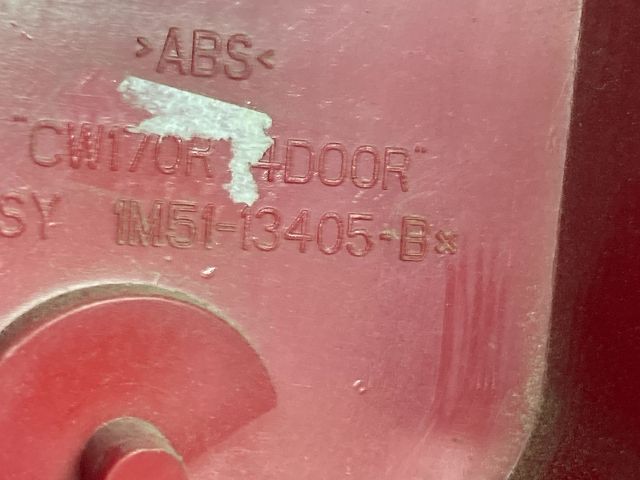 >ABS<
"CW170R 4DOOR"
SY 1M51-13405-B*